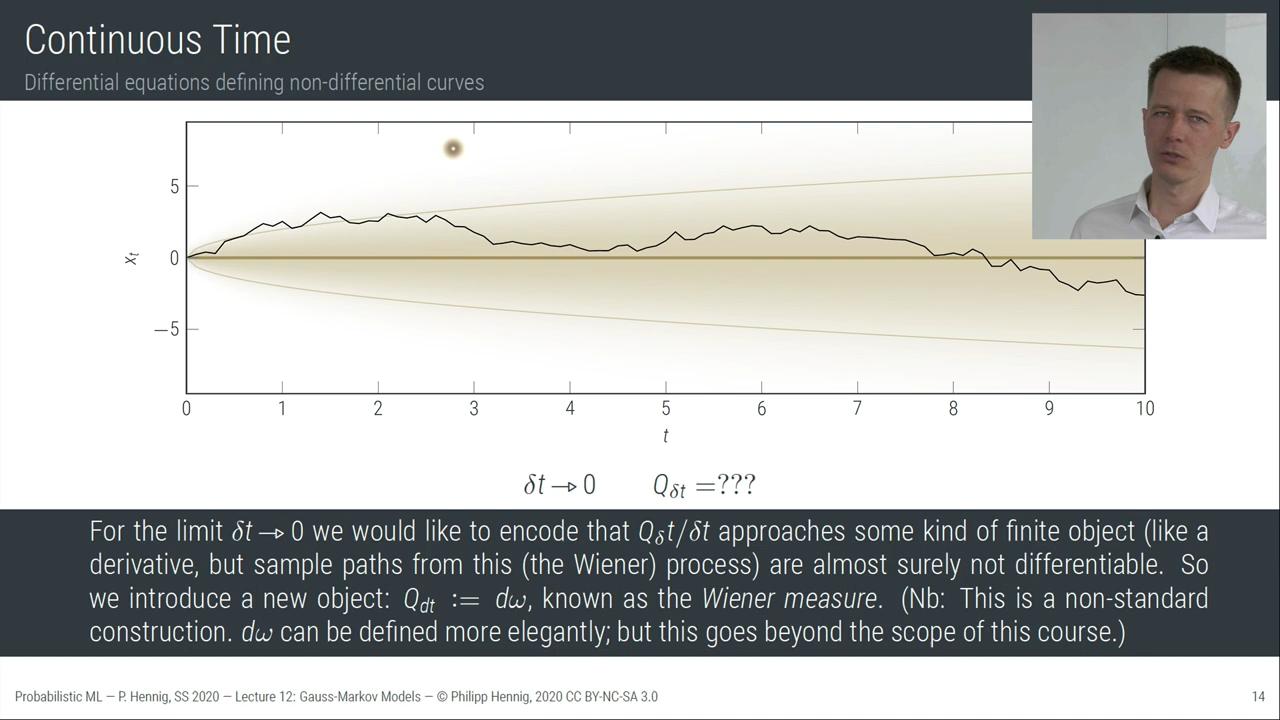 Continuous Time
Differential equations defining non-differential curves
5
0
−5
x_t
0 1 2 3 4 5 6 7 8 9 10
t
δt → 0 Q_δt =???
For the limit δt → 0 we would like to encode that Q_δt/δt approaches some kind of finite object (like a
derivative, but sample paths from this (the Wiener) process) are almost surely not differentiable. So
we introduce a new object: Q_dt := dω, known as the Wiener measure. (Nb: This is a non-standard
construction. dω can be defined more elegantly; but this goes beyond the scope of this course.)
Probabilistic ML — P. Hennig, SS 2020 — Lecture 12: Gauss-Markov Models — © Philipp Hennig, 2020 CC BY-NC-SA 3.0
14